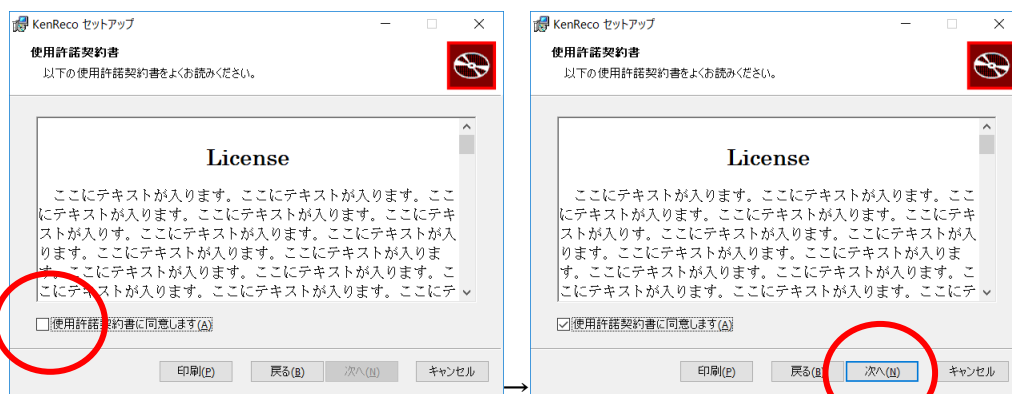 KenReco セットアップ
使用許諾契約書
以下の使用許諾契約書をよくお読みください。
License
ここにテキストが入ります。ここにテキストが入ります。ここ
にテキストが入ります。ここにテキストが入ります。ここにテキ
ストが入りす。ここにテキストが入ります。ここにテキストが入
ります。ここにテキストが入ります。ここにテキストが入りま
す。ここにテキストが入ります。ここにテキストが入ります。こ
こにテキストが入ります。ここにテキストが入ります。ここにテ
使用許諾契約書に同意します(A)
印刷(P) 戻る(B) 次へ(N) キャンセル
→
KenReco セットアップ
使用許諾契約書
以下の使用許諾契約書をよくお読みください。
License
ここにテキストが入ります。ここにテキストが入ります。ここ
にテキストが入ります。ここにテキストが入ります。ここにテキ
ストが入りす。ここにテキストが入ります。ここにテキストが入
ります。ここにテキストが入ります。ここにテキストが入りま
す。ここにテキストが入ります。ここにテキストが入ります。こ
こにテキストが入ります。ここにテキストが入ります。ここにテ
使用許諾契約書に同意します(A)
印刷(P) 戻る(B) 次へ(N) キャンセル